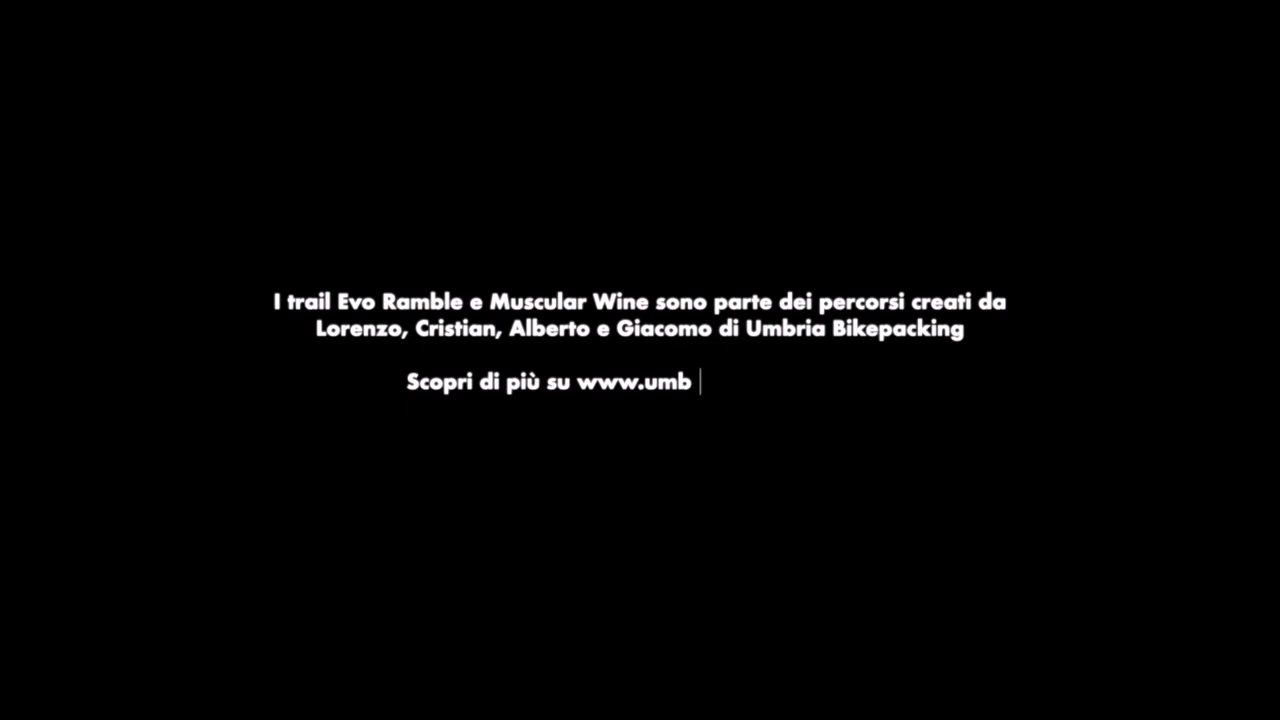 I trail Evo Ramble e Muscular Wine sono parte dei percorsi creati da
Lorenzo, Cristian, Alberto e Giacomo di Umbria Bikepacking
Scopri di più su www.umb